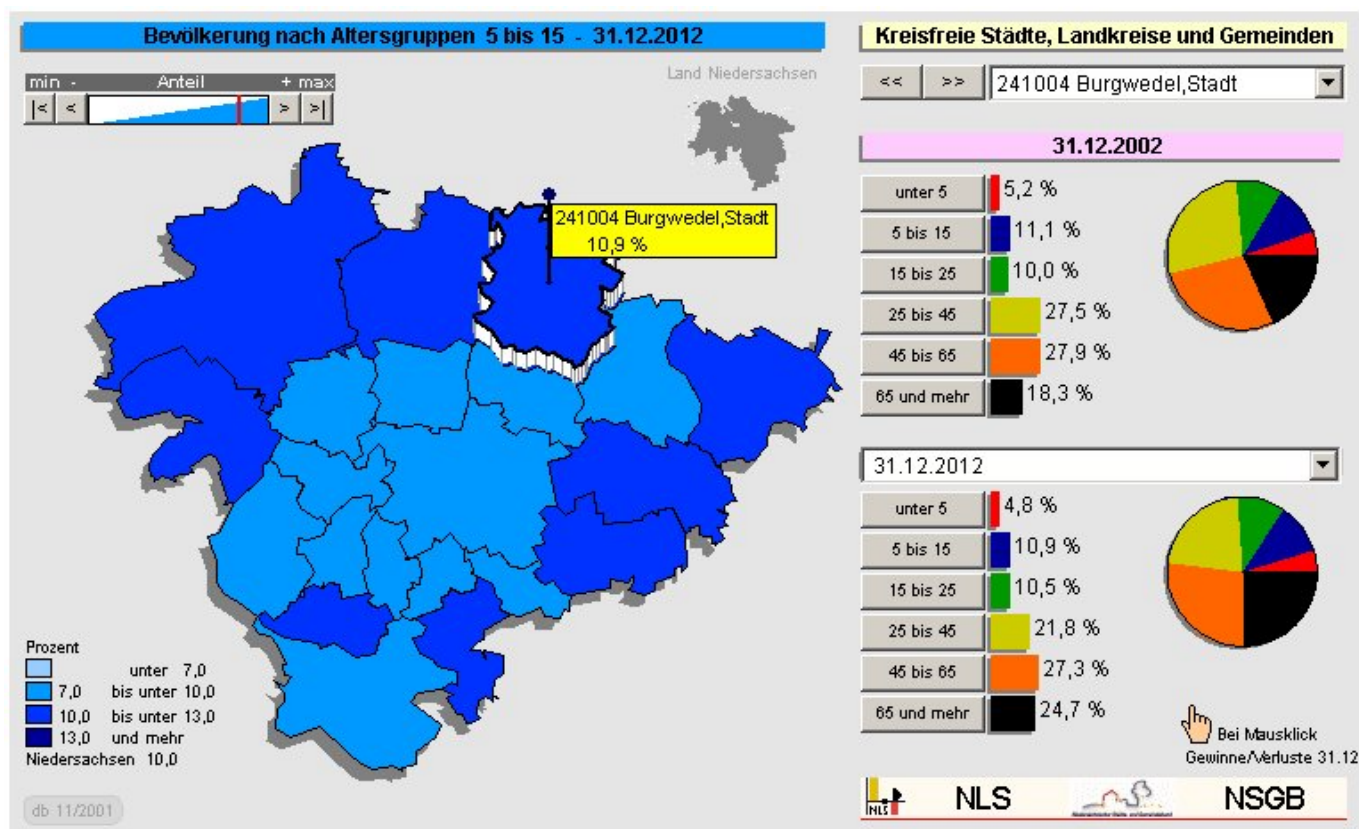 Bevölkerung nach Altersgruppen 5 bis 15 - 31.12.2012
min - Anteil + max
|< < > >|
Land Niedersachsen
241004 Burgwedel,Stadt
10,9 %
Prozent
unter 7,0
7,0 bis unter 10,0
10,0 bis unter 13,0
13,0 und mehr
Niedersachsen 10,0
db 11/2001
Kreisfreie Städte, Landkreise und Gemeinden
<< >> 241004 Burgwedel,Stadt
31.12.2002
unter 5 5,2 %
5 bis 15 11,1 %
15 bis 25 10,0 %
25 bis 45 27,5 %
45 bis 65 27,9 %
65 und mehr 18,3 %
31.12.2012
unter 5 4,8 %
5 bis 15 10,9 %
15 bis 25 10,5 %
25 bis 45 21,8 %
45 bis 65 27,3 %
65 und mehr 24,7 %
Bei Mausklick
Gewinne/Verluste 31.12
NLS NLS NSGB